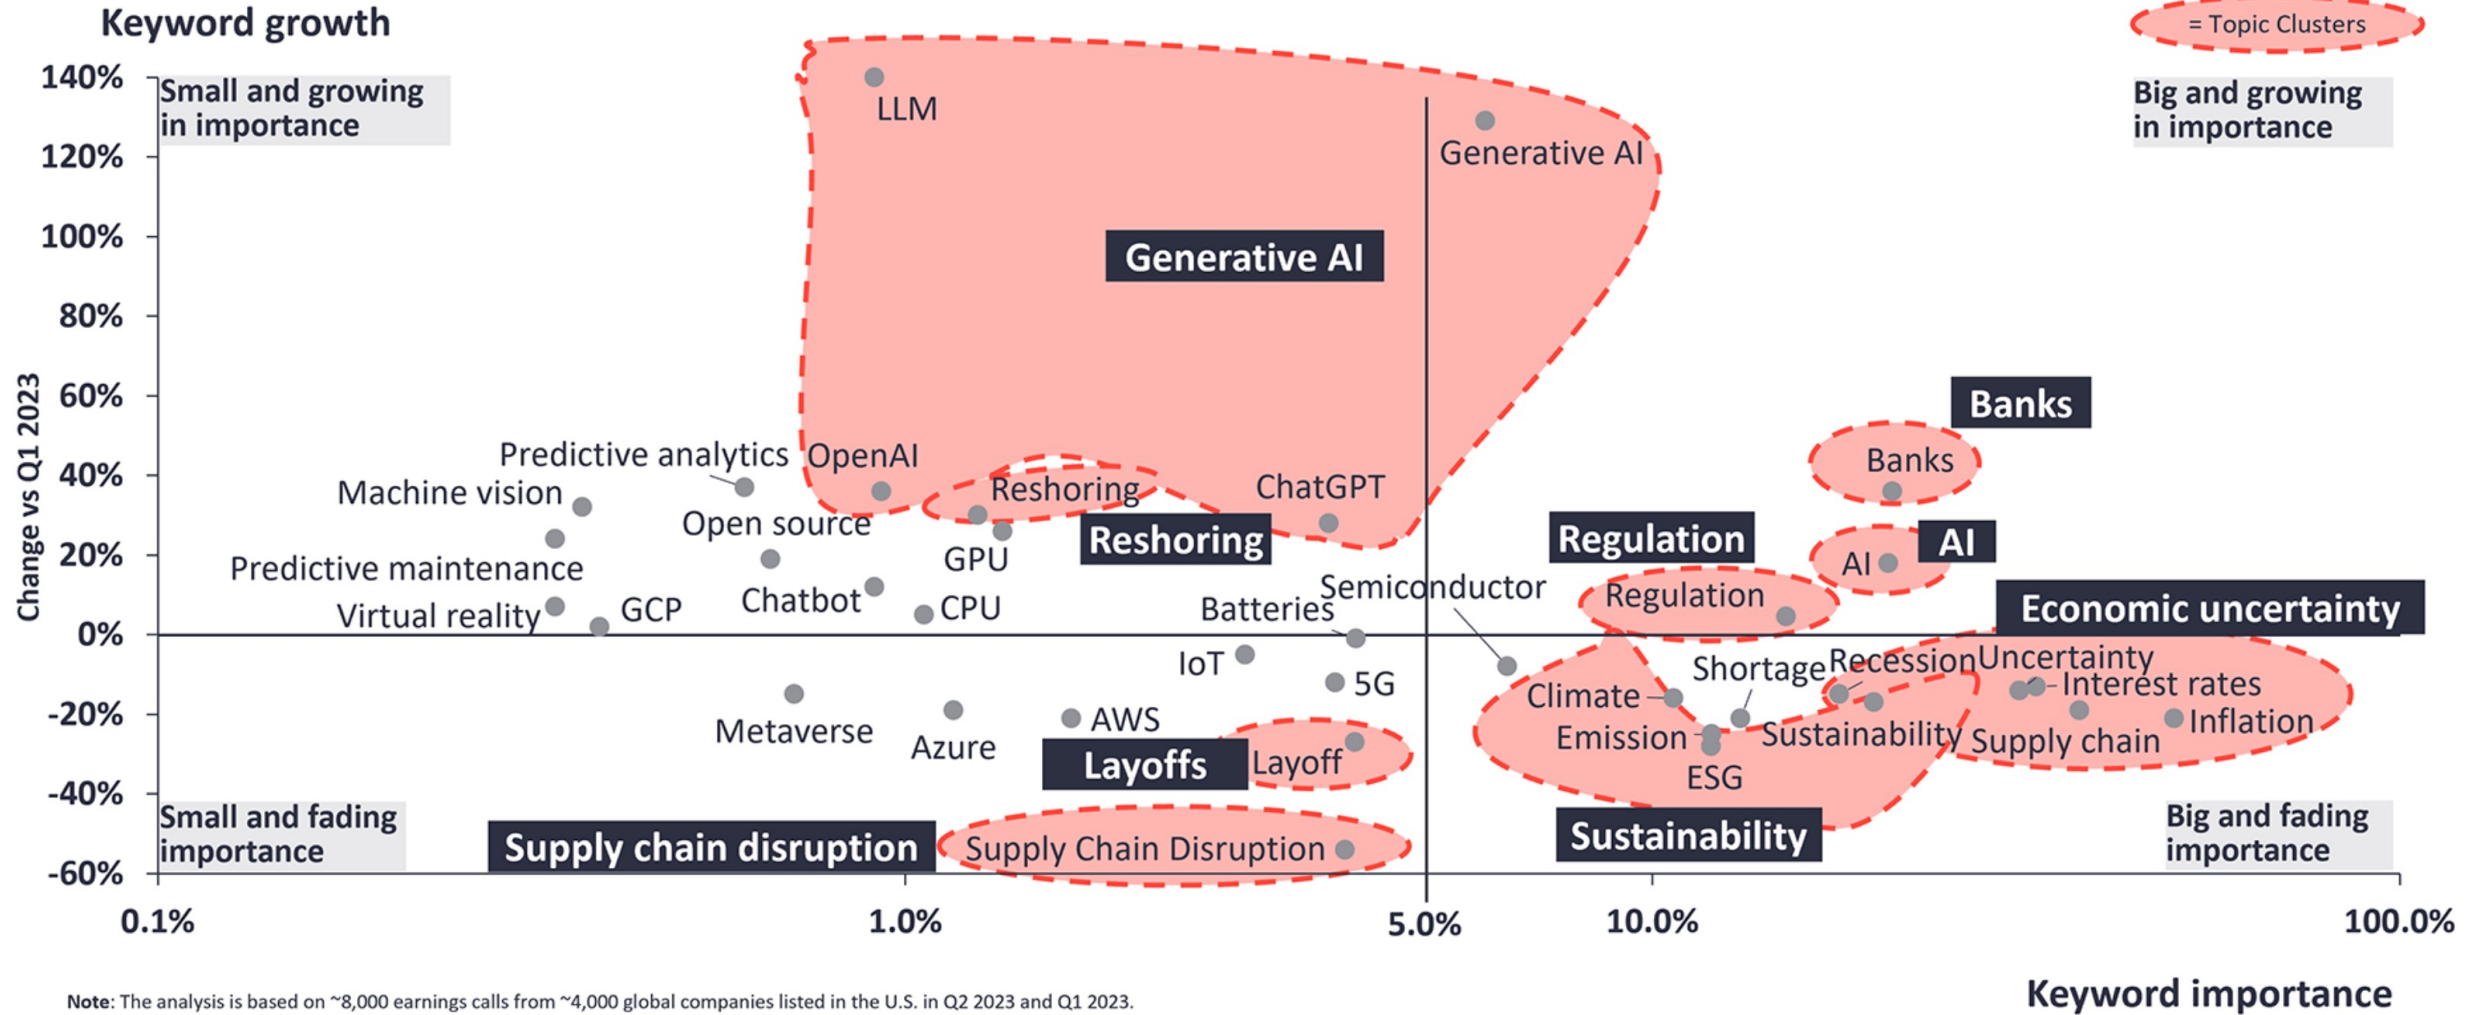 Keyword growth
= Topic Clusters
140%
120%
100%
80%
60%
40%
20%
0%
-20%
-40%
-60%
Change vs Q1 2023
Small and growing
in importance
Big and growing
in importance
LLM
Generative AI
Generative AI
Banks
Banks
Predictive analytics
OpenAI
Machine vision
Reshoring
ChatGPT
Open source
Reshoring
Regulation
AI
AI
GPU
Predictive maintenance
Semiconductor
Regulation
Chatbot
CPU
Batteries
Economic uncertainty
Virtual reality
GCP
IoT
5G
Shortage
Recession
Uncertainty
Interest rates
Climate
Metaverse
Azure
AWS
Emission
Sustainability
Supply chain
Inflation
Layoffs
Layoff
ESG
Small and fading
importance
Supply chain disruption
Supply Chain Disruption
Sustainability
Big and fading
importance
0.1%
1.0%
5.0%
10.0%
100.0%
Keyword importance
Note: The analysis is based on ~8,000 earnings calls from ~4,000 global companies listed in the U.S. in Q2 2023 and Q1 2023.